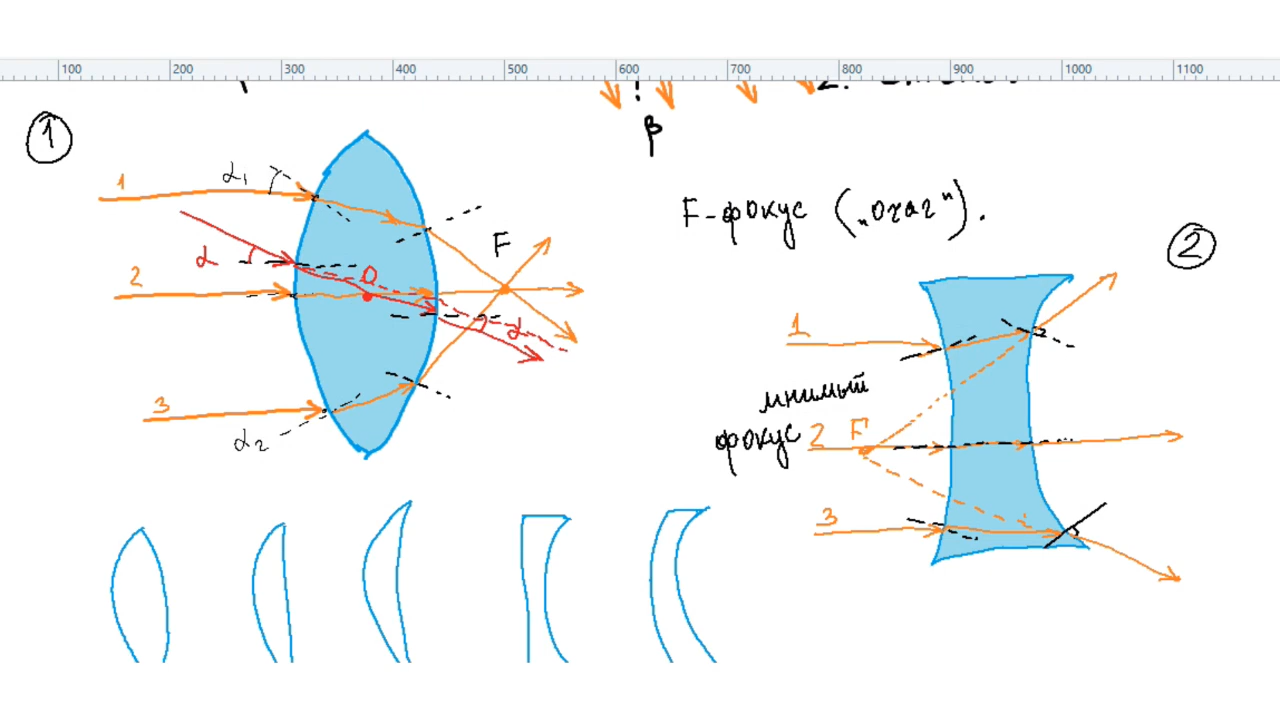 100 200 300 400 500 600 700 800 900 1000 1100
β
1
1
α₁
F
F-фокус („очаг").
2
α
O
2
α
1
3
α₂
мнимый
фокус
2 F
3